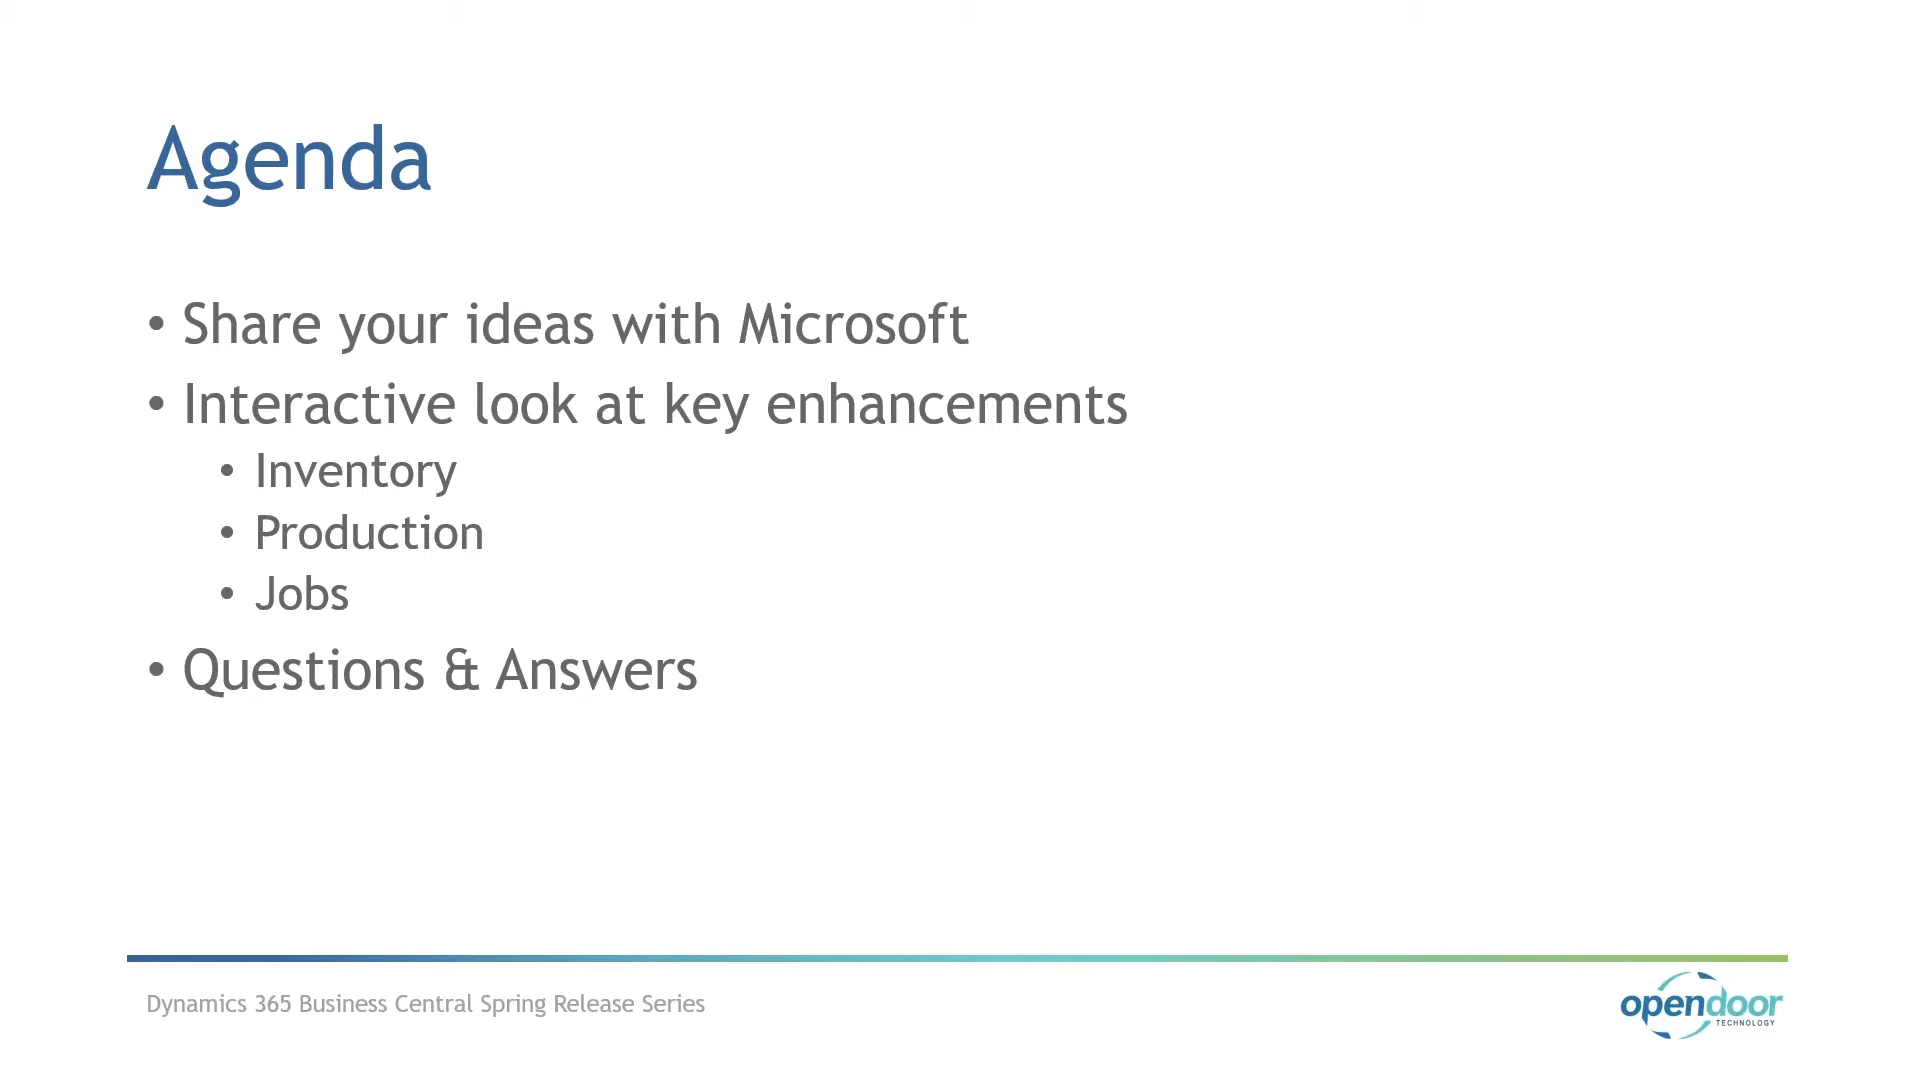 Agenda
• Share your ideas with Microsoft
• Interactive look at key enhancements
• Inventory
• Production
• Jobs
• Questions & Answers
Dynamics 365 Business Central Spring Release Series
opendoor
TECHNOLOGY